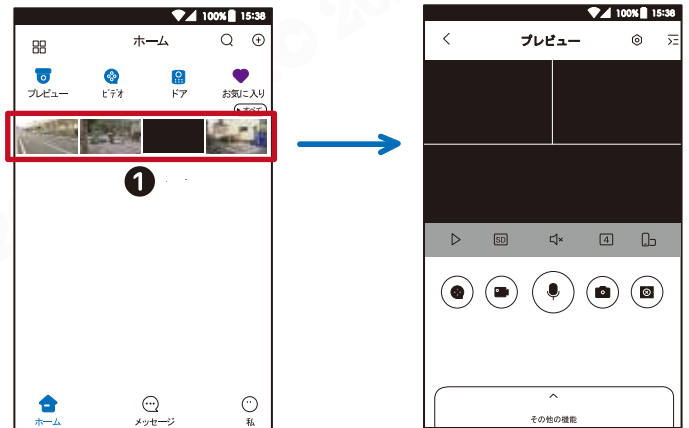 100% 15:38
ホーム
プレビュー
ビデオ
ドア
お気に入り
すべて
1
ホーム
メッセージ
私
100% 15:38
プレビュー
SD
4
その他の機能